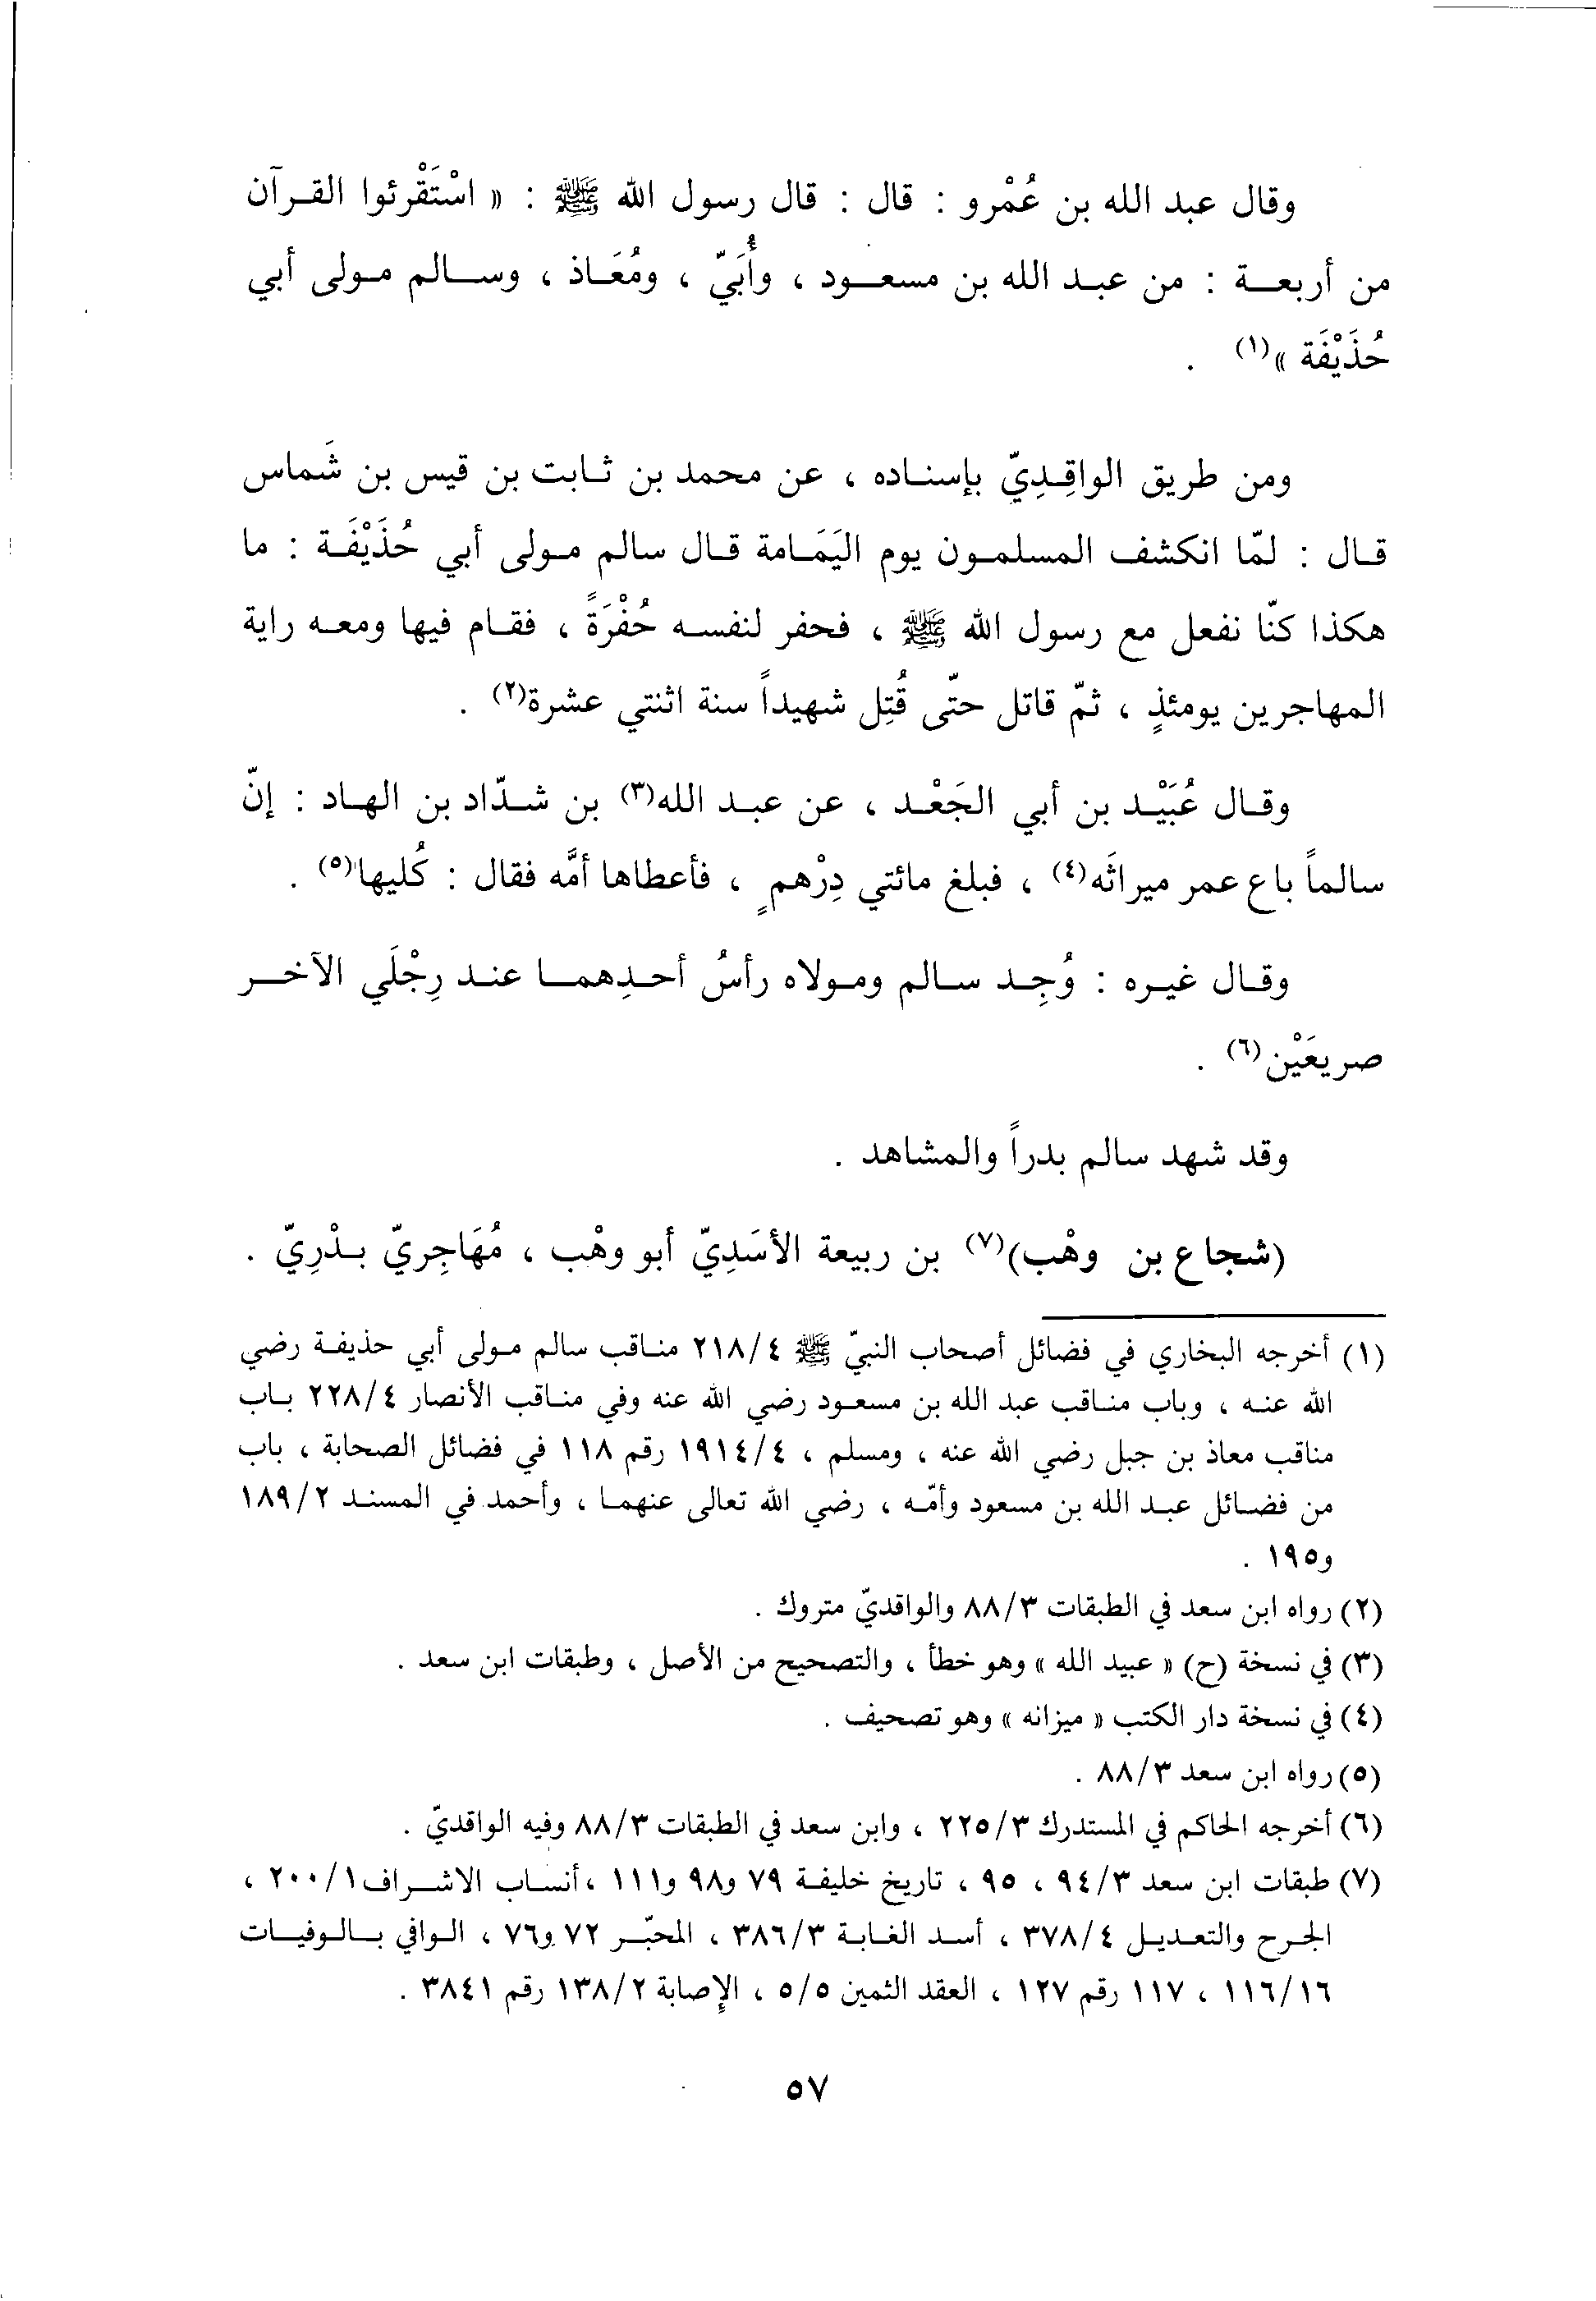 وقال عبد الله بن عُمْرو : قال : قال رسول الله ﷺ : « اسْتَقْرئوا القرآن
من أربعة : من عبد الله بن مسعود ، وأُبَيّ ، ومُعَاذ ، وسالم مولى أبي
حُذَيْفَة »(١) .
ومن طريق الواقِدِيّ بإسناده ، عن محمد بن ثابت بن قيس بن شَماس
قال : لمّا انكشف المسلمون يوم اليَمَامة قال سالم مولى أبي حُذَيْفَة : ما
هكذا كنّا نفعل مع رسول الله ﷺ ، فحفر لنفسه حُفْرَةً ، فقام فيها ومعه راية
المهاجرين يومئذٍ ، ثمّ قاتل حتّى قُتِل شهيداً سنة اثنتي عشرة(٢) .
وقال عُبَيْد بن أبي الجَعْد ، عن عبد الله(٣) بن شدّاد بن الهاد : إنّ
سالماً باع عمر ميراثَه(٤) ، فبلغ مائتي دِرْهمٍ ، فأعطاها أمَّه فقال : كُليها(٥) .
وقال غيره : وُجِد سالم ومولاه رأسُ أحدِهما عند رِجْلَي الآخر
صريعَيْن(٦) .
وقد شهد سالم بدراً والمشاهد .
(شجاع بن وهْب)(٧) بن ربيعة الأسَدِيّ أبو وهْب ، مُهَاجِريّ بدْرِيّ .
(١) أخرجه البخاري في فضائل أصحاب النبيّ ﷺ ٢١٨/٤ مناقب سالم مولى أبي حذيفة رضي
الله عنه ، وباب مناقب عبد الله بن مسعود رضي الله عنه وفي مناقب الأنصار ٢٢٨/٤ باب
مناقب معاذ بن جبل رضي الله عنه ، ومسلم ، ١٩١٤/٤ رقم ١١٨ في فضائل الصحابة ، باب
من فضائل عبد الله بن مسعود وأمّه ، رضي الله تعالى عنهما ، وأحمد في المسند ١٨٩/٢
و١٩٥ .
(٢) رواه ابن سعد في الطبقات ٨٨/٣ والواقديّ متروك .
(٣) في نسخة (ح) « عبيد الله » وهو خطأ ، والتصحيح من الأصل ، وطبقات ابن سعد .
(٤) في نسخة دار الكتب « ميزانه » وهو تصحيف .
(٥) رواه ابن سعد ٨٨/٣ .
(٦) أخرجه الحاكم في المستدرك ٢٢٥/٣ ، وابن سعد في الطبقات ٨٨/٣ وفيه الواقديّ .
(٧) طبقات ابن سعد ٩٤/٣ ، ٩٥ ، تاريخ خليفة ٧٩ و٩٨ و١١١ ، أنساب الاشراف ٢٠٠/١ ،
الجرح والتعديل ٣٧٨/٤ ، أسد الغابة ٣٨٦/٣ ، المحبّر ٧٢ و٧٦ ، الوافي بالوفيات
١١٦/١٦ ، ١١٧ رقم ١٢٧ ، العقد الثمين ٥/٥ ، الإصابة ١٣٨/٢ رقم ٣٨٤١ .
٥٧